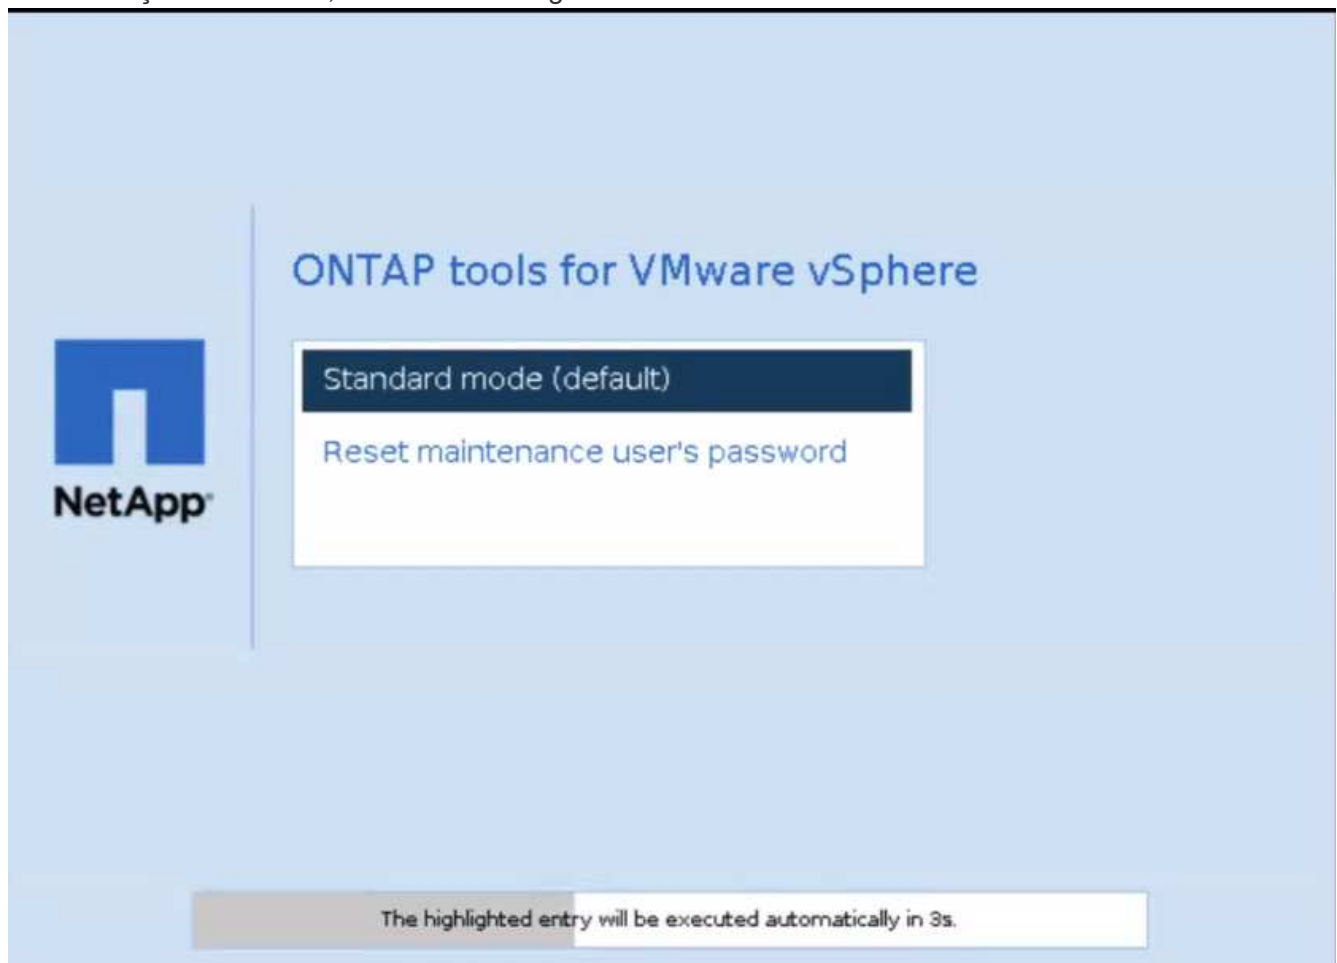 ONTAP tools for VMware vSphere
Standard mode (default)
Reset maintenance user's password
NetApp
The highlighted entry will be executed automatically in 3s.